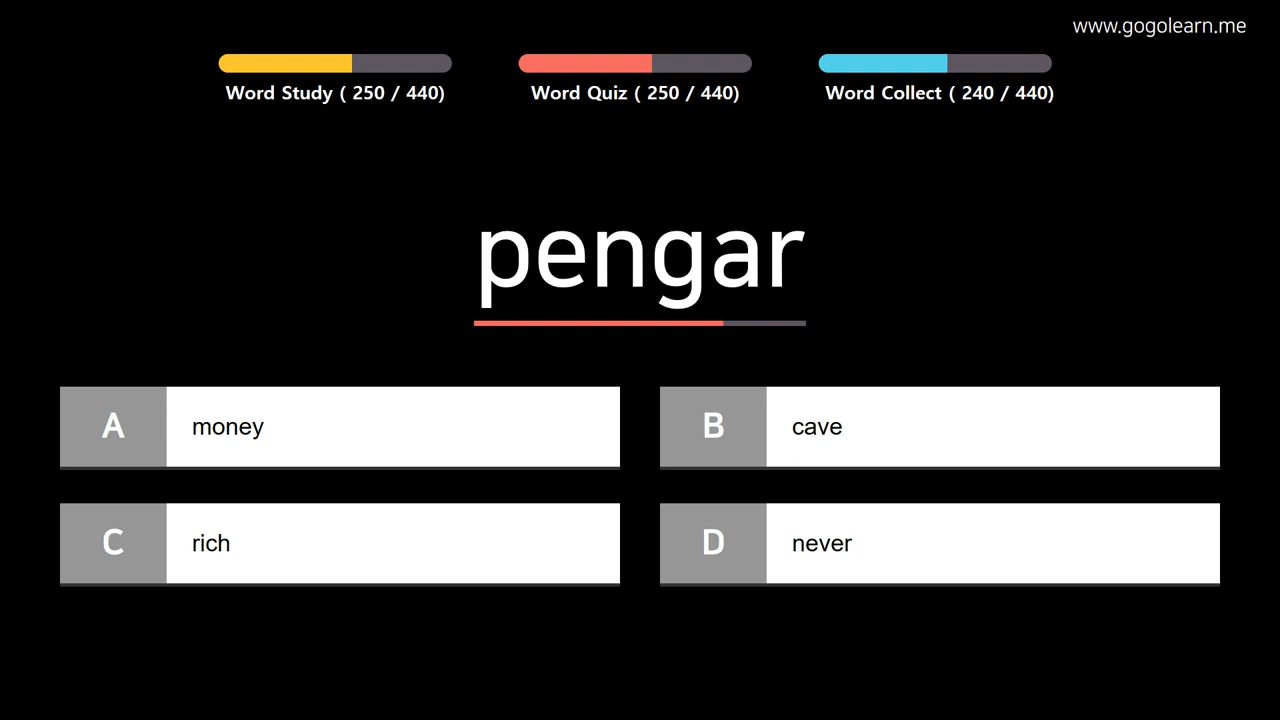 www.gogolearn.me
Word Study ( 250 / 440)
Word Quiz ( 250 / 440)
Word Collect ( 240 / 440)
pengar
A money
B cave
C rich
D never